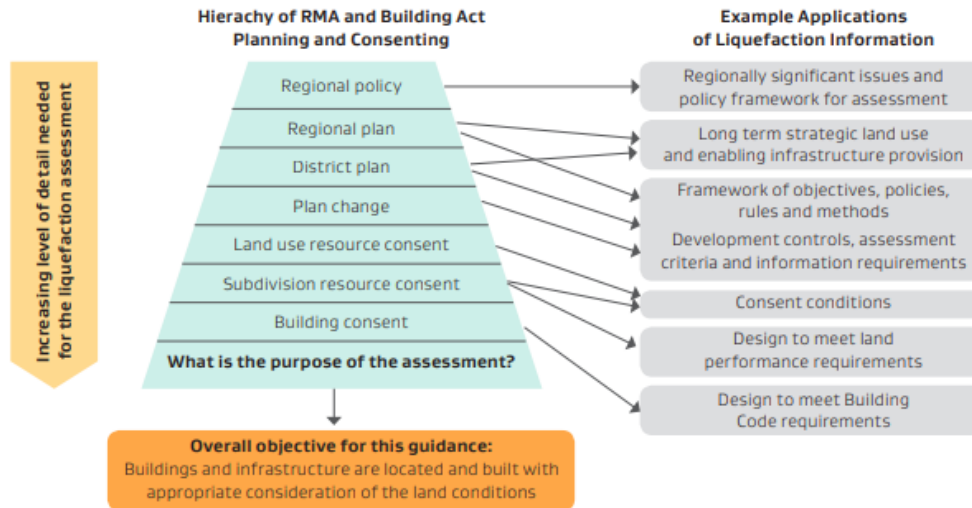 Hierarchy of RMA and Building Act
Planning and Consenting
Example Applications
of Liquefaction Information
Increasing level of detail needed
for the liquefaction assessment
Regional policy
Regional plan
District plan
Plan change
Land use resource consent
Subdivision resource consent
Building consent
What is the purpose of the assessment?
Regionally significant issues and
policy framework for assessment
Long term strategic land use
and enabling infrastructure provision
Framework of objectives, policies,
rules and methods
Development controls, assessment
criteria and information requirements
Consent conditions
Design to meet land
performance requirements
Design to meet Building
Code requirements
Overall objective for this guidance:
Buildings and infrastructure are located and built with
appropriate consideration of the land conditions